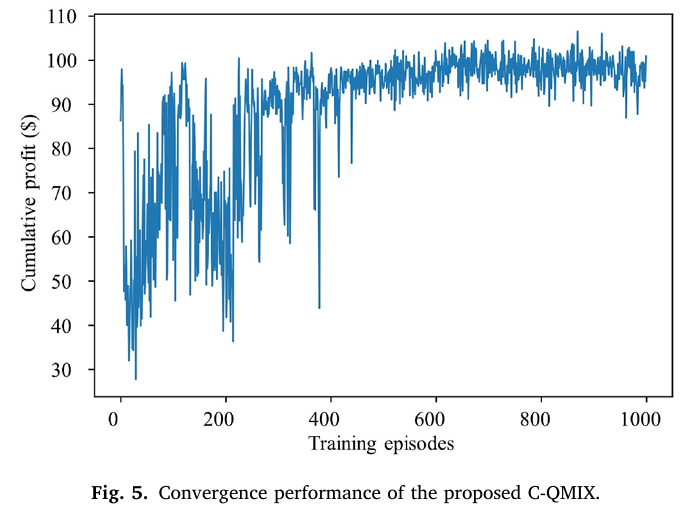 110
100
90
80
70
60
50
40
30
Cumulative profit ($)
0 200 400 600 800 1000
Training episodes
Fig. 5. Convergence performance of the proposed C-QMIX.